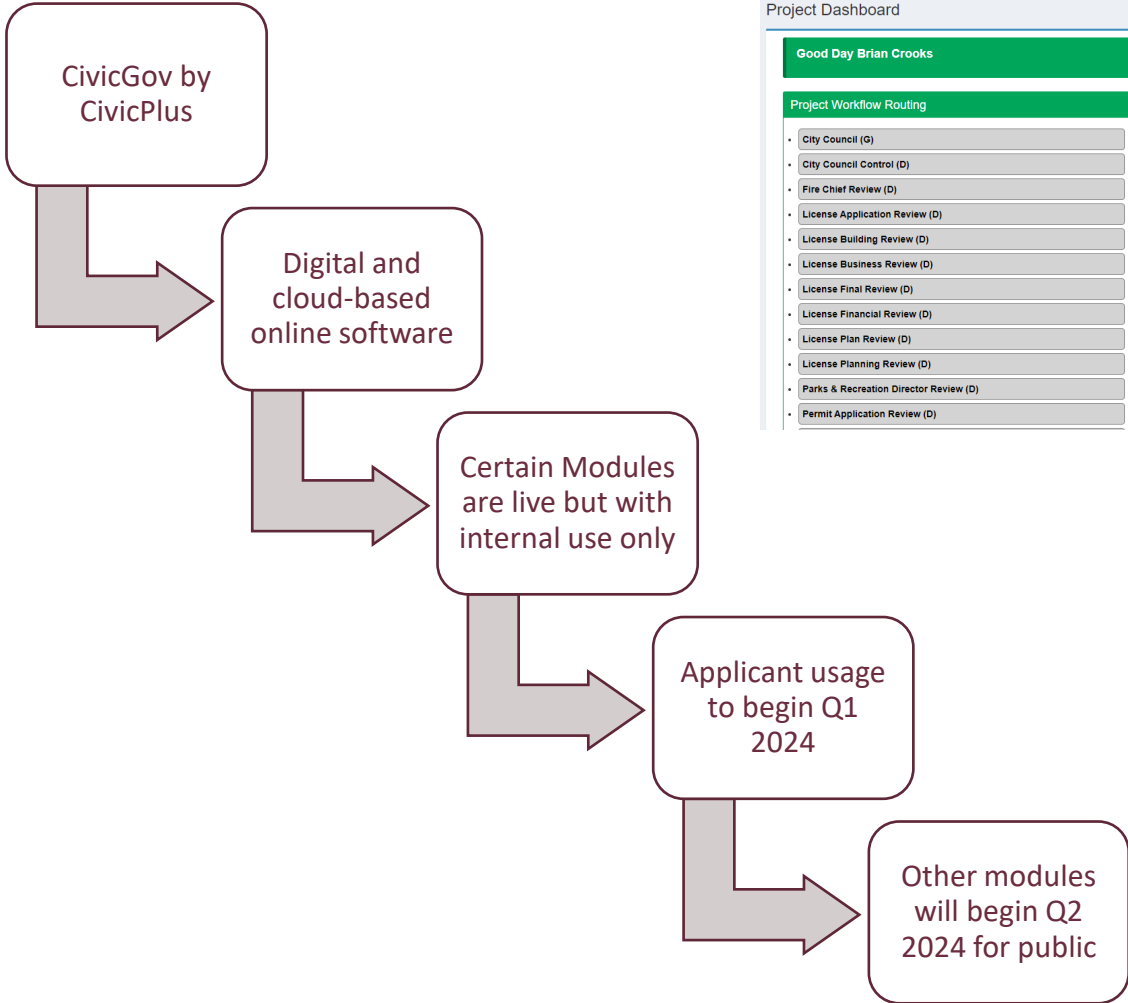 CivicGov by
CivicPlus
Digital and
cloud-based
online software
Certain Modules
are live but with
internal use only
Applicant usage
to begin Q1
2024
Other modules
will begin Q2
2024 for public
Project Dashboard
Good Day Brian Crooks
Project Workflow Routing
City Council (G)
City Council Control (D)
Fire Chief Review (D)
License Application Review (D)
License Building Review (D)
License Business Review (D)
License Final Review (D)
License Financial Review (D)
License Plan Review (D)
License Planning Review (D)
Parks & Recreation Director Review (D)
Permit Application Review (D)